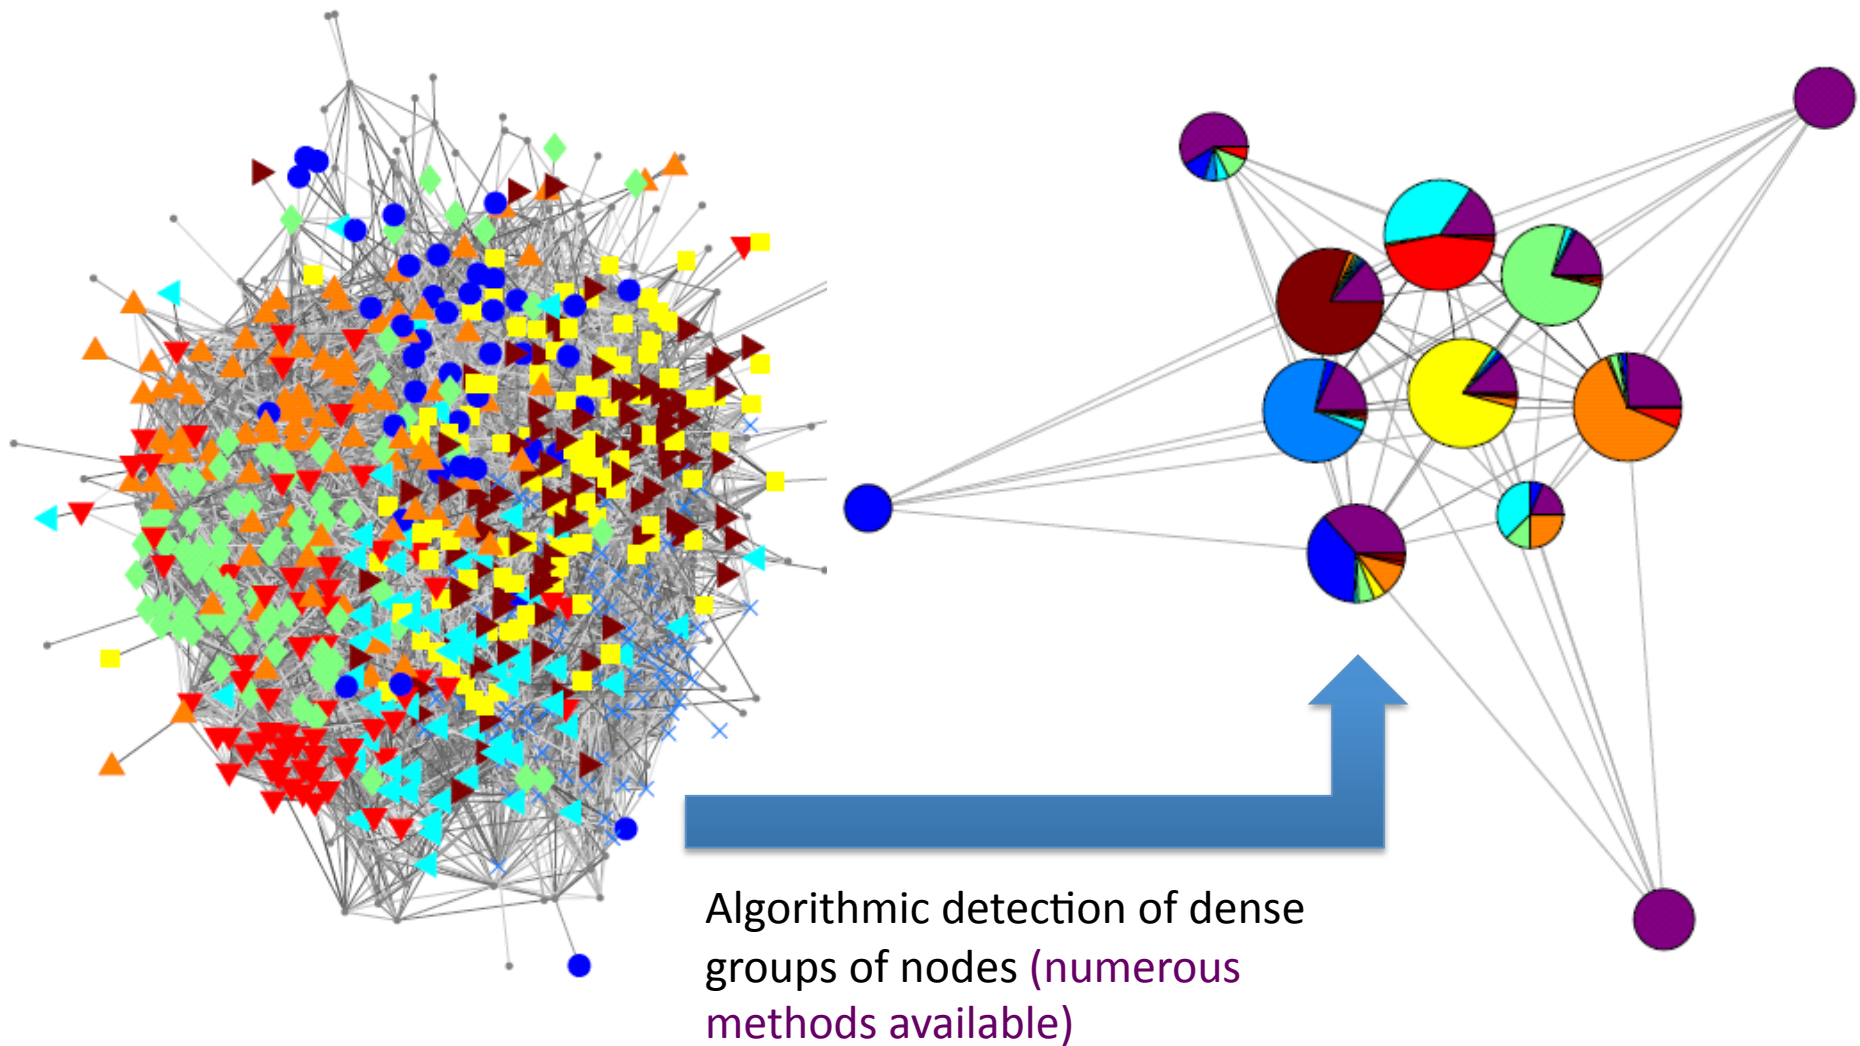 Algorithmic detection of dense
groups of nodes (numerous
methods available)